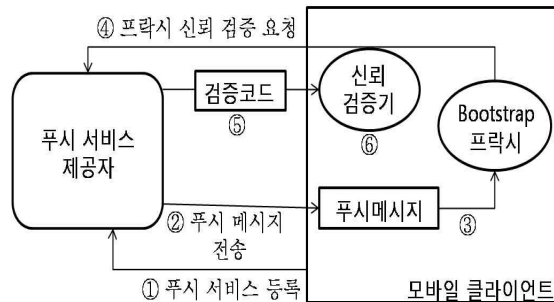 ④ 프락시 신뢰 검증 요청
검증코드
⑤
신뢰
검증기
⑥
Bootstrap
프락시
푸시 서비스
제공자
② 푸시 메시지
전송
푸시메시지
③
① 푸시 서비스 등록
모바일 클라이언트